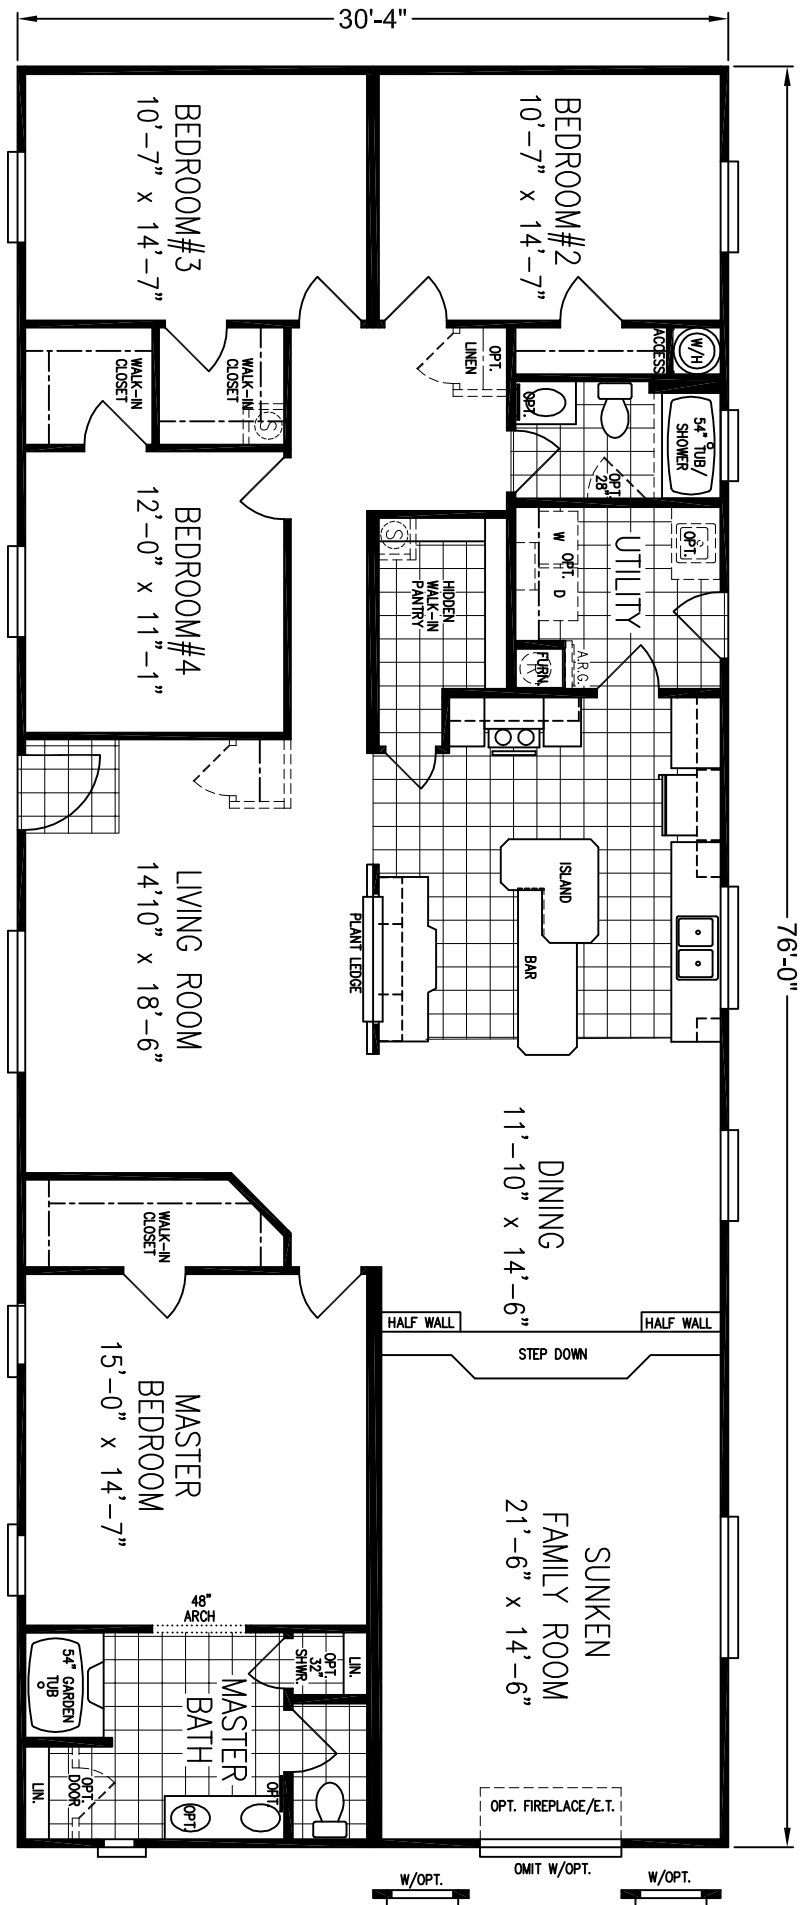 30'-4"
76'-0"
BEDROOM#3
10'-7" x 14'-7"
BEDROOM#2
10'-7" x 14'-7"
WALK-IN
CLOSET
WALK-IN
CLOSET
S
OPT.
LINEN
ACCESS
W/H
OPT.
54" TUB/
SHOWER
OPT.
28"
BEDROOM#4
12'-0" x 11'-1"
S
HIDDEN
WALK-IN
PANTRY
W OPT. D
UTILITY
OPT.
FURN.
R
A.R.G.
LIVING ROOM
14'10" x 18'-6"
PLANT LEDGE
ISLAND
BAR
DINING
11'-10" x 14'-6"
WALK-IN
CLOSET
HALF WALL
HALF WALL
STEP DOWN
MASTER
BEDROOM
15'-0" x 14'-7"
SUNKEN
FAMILY ROOM
21'-6" x 14'-6"
48"
ARCH
54" GARDEN
TUB
OPT.
32"
SHWR.
LIN.
MASTER
BATH
LIN.
OPT.
DOOR
OPT.
OPT.
OPT. FIREPLACE/E.T.
OMIT W/OPT.
W/OPT.
W/OPT.